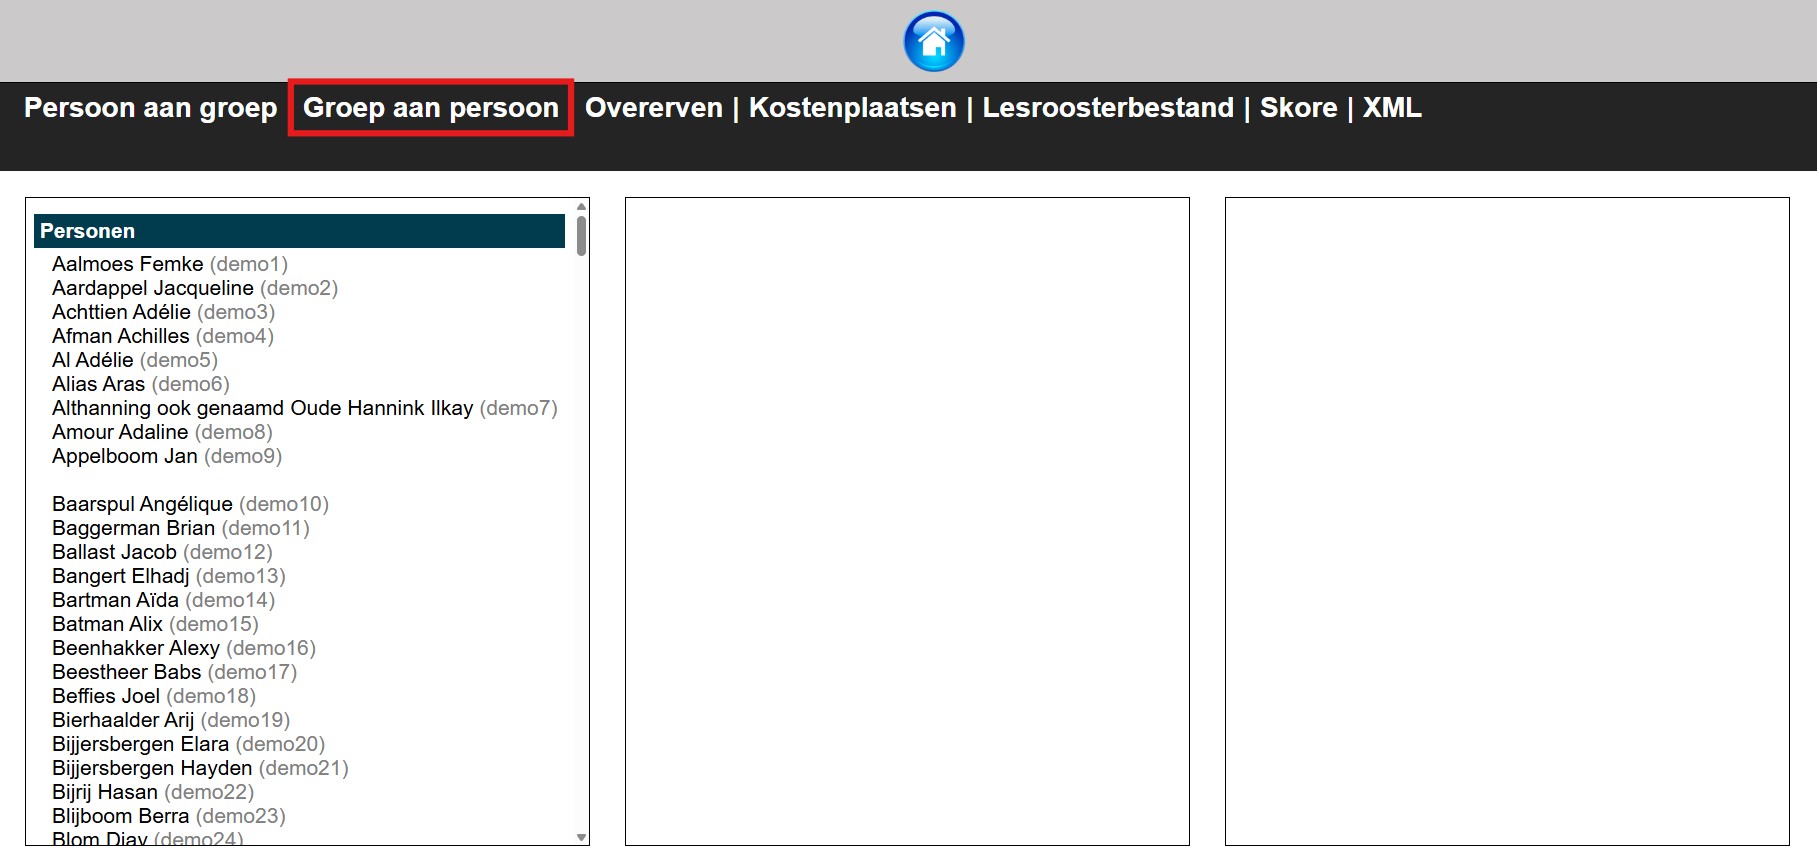 Persoon aan groep Groep aan persoon Overerven | Kostenplaatsen | Lesroosterbestand | Skore | XML
Personen
Aalmoes Femke (demo1)
Aardappel Jacqueline (demo2)
Achttien Adélie (demo3)
Afman Achilles (demo4)
Al Adélie (demo5)
Alias Aras (demo6)
Althanning ook genaamd Oude Hannink Ilkay (demo7)
Amour Adaline (demo8)
Appelboom Jan (demo9)
Baarspul Angélique (demo10)
Baggerman Brian (demo11)
Ballast Jacob (demo12)
Bangert Elhadj (demo13)
Bartman Aïda (demo14)
Batman Alix (demo15)
Beenhakker Alexy (demo16)
Beestheer Babs (demo17)
Beffies Joel (demo18)
Bierhaalder Arij (demo19)
Bijjersbergen Elara (demo20)
Bijjersbergen Hayden (demo21)
Bijrij Hasan (demo22)
Blijboom Berra (demo23)
Blom Djay (demo24)